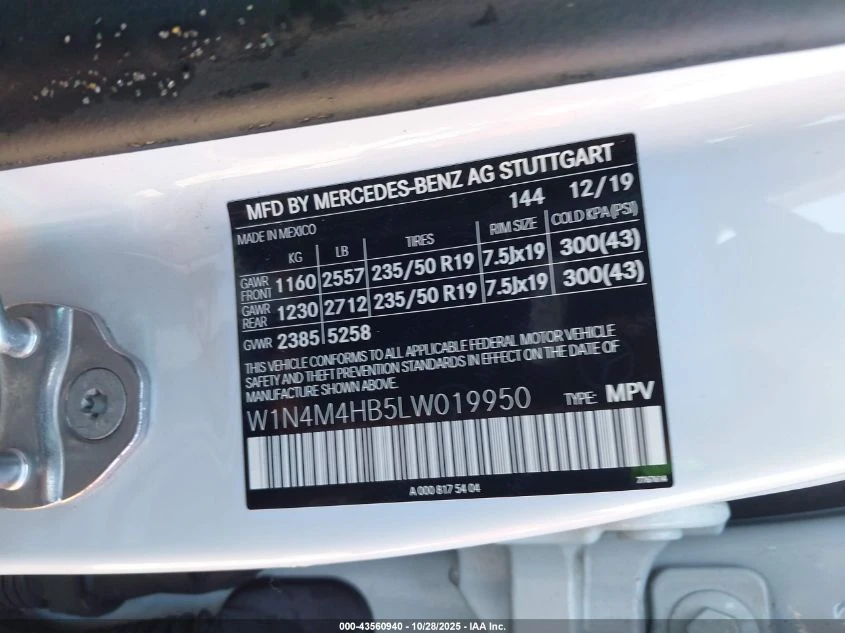 MFD BY MERCEDES-BENZ AG STUTTGART
MADE IN MEXICO 144 12/19
KG LB TIRES RIM SIZE COLD KPA (PSI)
GAWR FRONT 1160 2557 235/50 R19 7.5Jx19 300(43)
GAWR REAR 1230 2712 235/50 R19 7.5Jx19 300(43)
GVWR 2385 5258
THIS VEHICLE CONFORMS TO ALL APPLICABLE FEDERAL MOTOR VEHICLE
SAFETY AND THEFT PREVENTION STANDARDS IN EFFECT ON THE DATE OF
MANUFACTURE SHOWN ABOVE.
W1N4M4HB5LW019950 TYPE: MPV
A 000 817 54 04
000-43560940 - 10/28/2025 - IAA Inc.